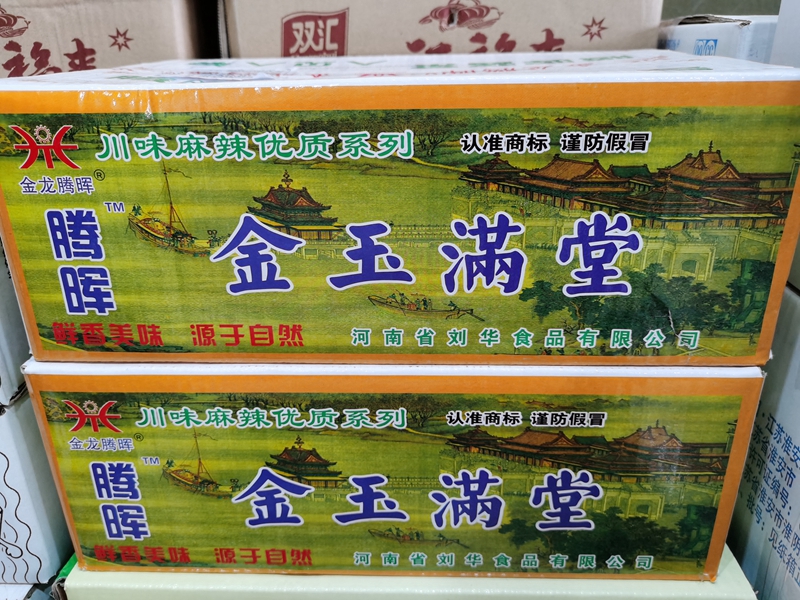 双汇
川味麻辣优质系列
认准商标 谨防假冒
金龙腾晖®
腾晖™
金玉满堂
鲜香美味 源于自然
河南省刘华食品有限公司
川味麻辣优质系列
认准商标 谨防假冒
金龙腾晖®
腾晖™
金玉满堂
鲜香美味 源于自然
河南省刘华食品有限公司